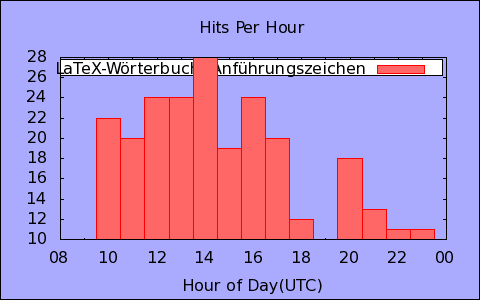 Hits Per Hour
28
LaTeX-Wörterbuch: Anführungszeichen
26
24
22
20
18
16
14
12
10
08 10 12 14 16 18 20 22 00
Hour of Day(UTC)